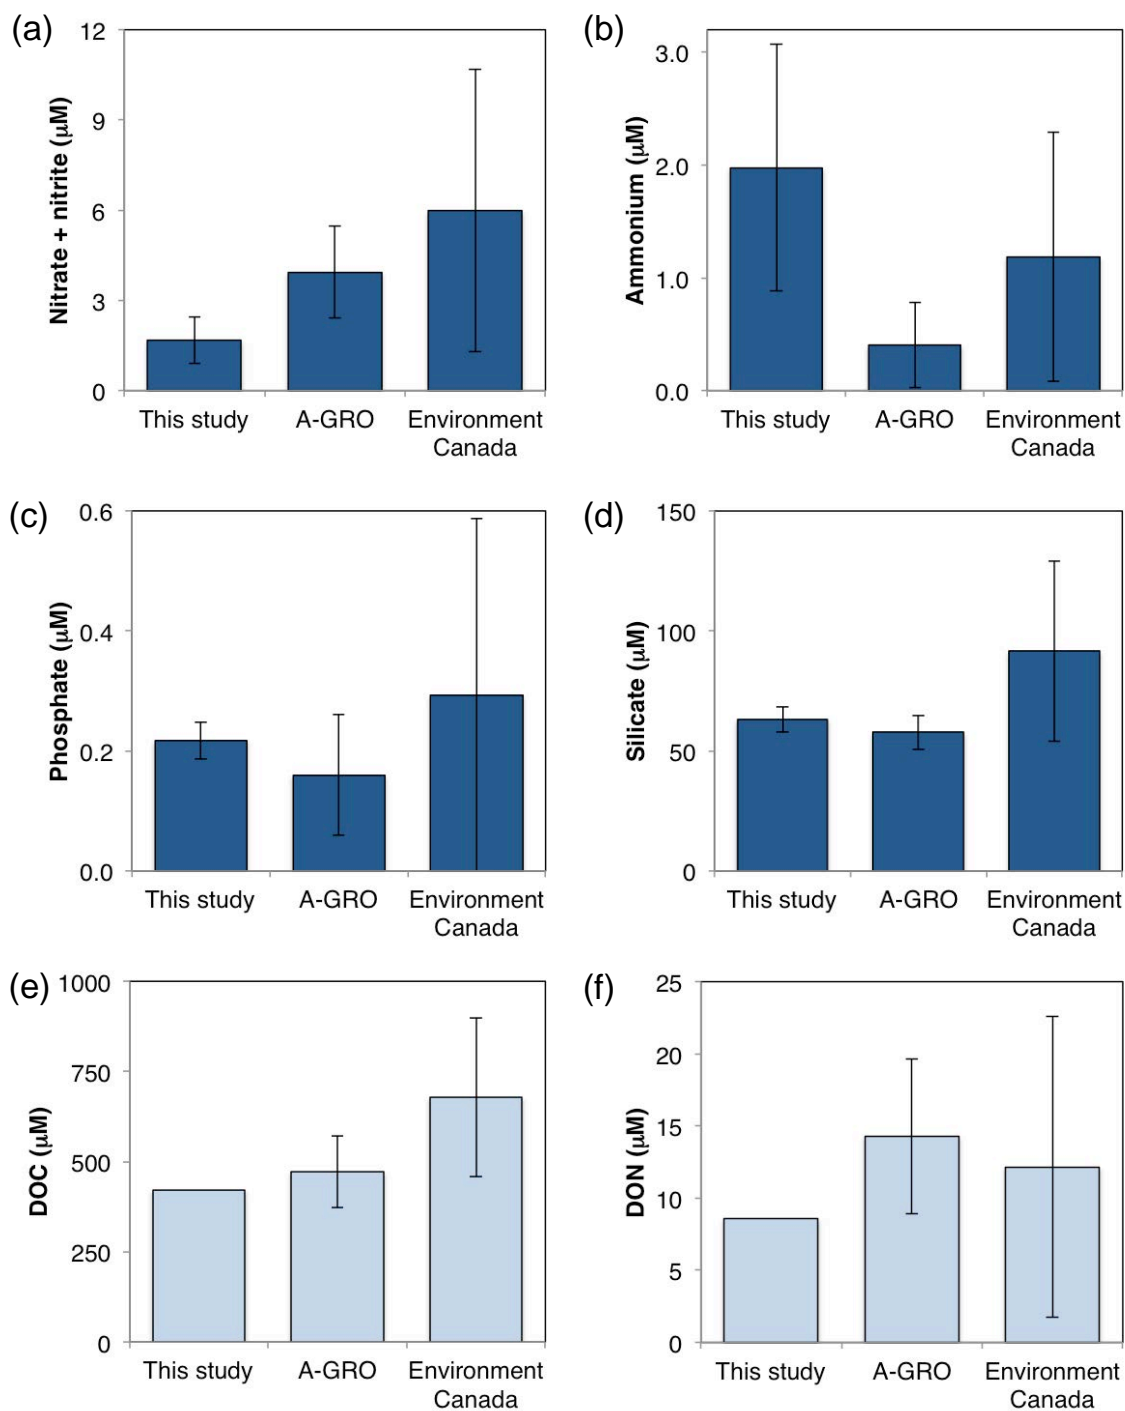 (a)
Nitrate + nitrite (μM)
12
9
6
3
0
This study
A-GRO
Environment
Canada
(b)
Ammonium (μM)
3.0
2.0
1.0
0.0
This study
A-GRO
Environment
Canada
(c)
Phosphate (μM)
0.6
0.4
0.2
0.0
This study
A-GRO
Environment
Canada
(d)
Silicate (μM)
150
100
50
0
This study
A-GRO
Environment
Canada
(e)
DOC (μM)
1000
750
500
250
0
This study
A-GRO
Environment
Canada
(f)
DON (μM)
25
20
15
10
5
0
This study
A-GRO
Environment
Canada